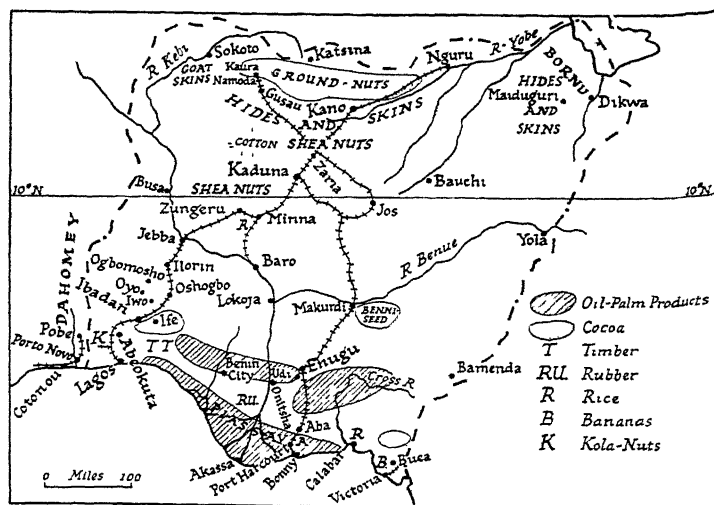 R. Kebi
Sokoto
Katsina
Nguru
R. Yobe
GOAT
SKINS
Kaura
Namoda
GROUND-NUTS
BORNU
Gusau
Kano
HIDES
AND
SKINS
HIDES
Maiduguri
AND
SKINS
Dikwa
COTTON
SHEA NUTS
Kaduna
Zaria
SHEA NUTS
Bauchi
10°N
10°N
Busa
Zungeru
R
Minna
Jos
Jebba
Yola
DAHOMEY
Ogbomosho
Ilorin
Baro
R Benue
Oyo
Iwo
Oshogbo
Ibadan
Lokoja
Makurdi
BENNI-
SEED
Ife
Pobe
Porto Novo
K
TT
Cotonou
Lagos
Abeokuta
Benin
City
Udi
Enugu
Cross R
Bamenda
RU.
Onitsha
PIASSAVA
Aba
Akassa
Port Harcourt
Bonny
Calabar
R
Victoria
B
Buea
0 Miles 100
Oil-Palm Products
Cocoa
T Timber
RU. Rubber
R Rice
B Bananas
K Kola-Nuts